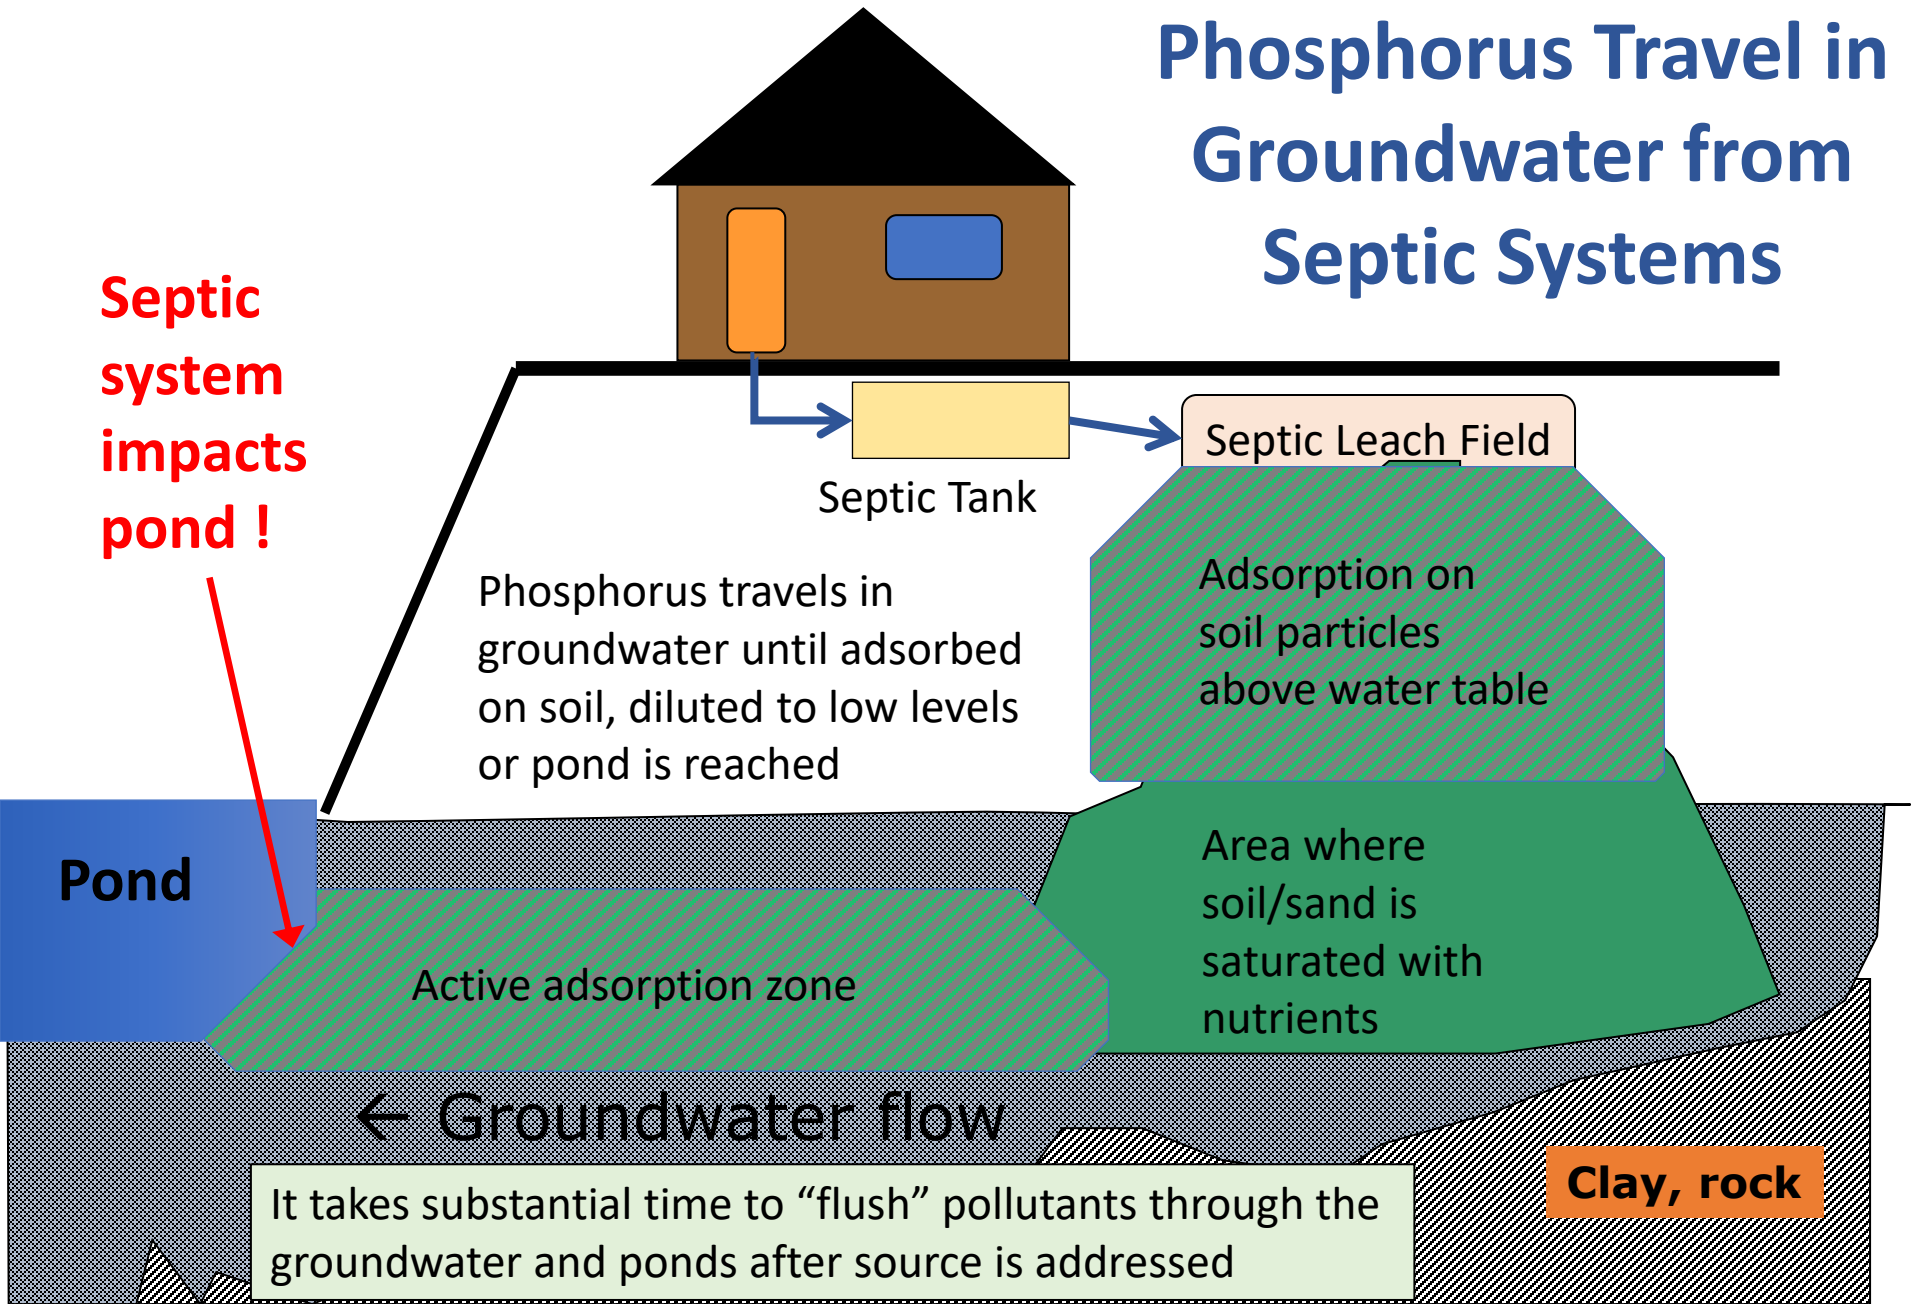 Phosphorus Travel in
Groundwater from
Septic Systems
Septic
system
impacts
pond !
Septic Leach Field
Septic Tank
Adsorption on
soil particles
above water table
Phosphorus travels in
groundwater until adsorbed
on soil, diluted to low levels
or pond is reached
Pond
Area where
soil/sand is
saturated with
nutrients
Active adsorption zone
← Groundwater flow
Clay, rock
It takes substantial time to “flush” pollutants through the
groundwater and ponds after source is addressed